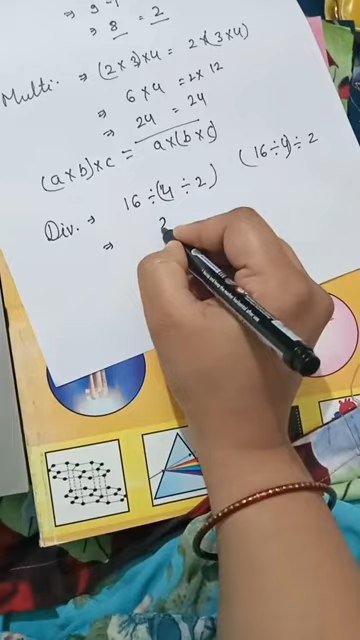 ⇒ 9 - 1
⇒ 8 = 2
Multi. ⇒ (2 × 3) × 4 = 2 × (3 × 4)
⇒ 6 × 4 = 2 × 12
⇒ 24 = 24
(a × b) × c = a × (b × c)
Div. ⇒ 16 ÷ (4 ÷ 2) (16 ÷ 4) ÷ 2
⇒ 2